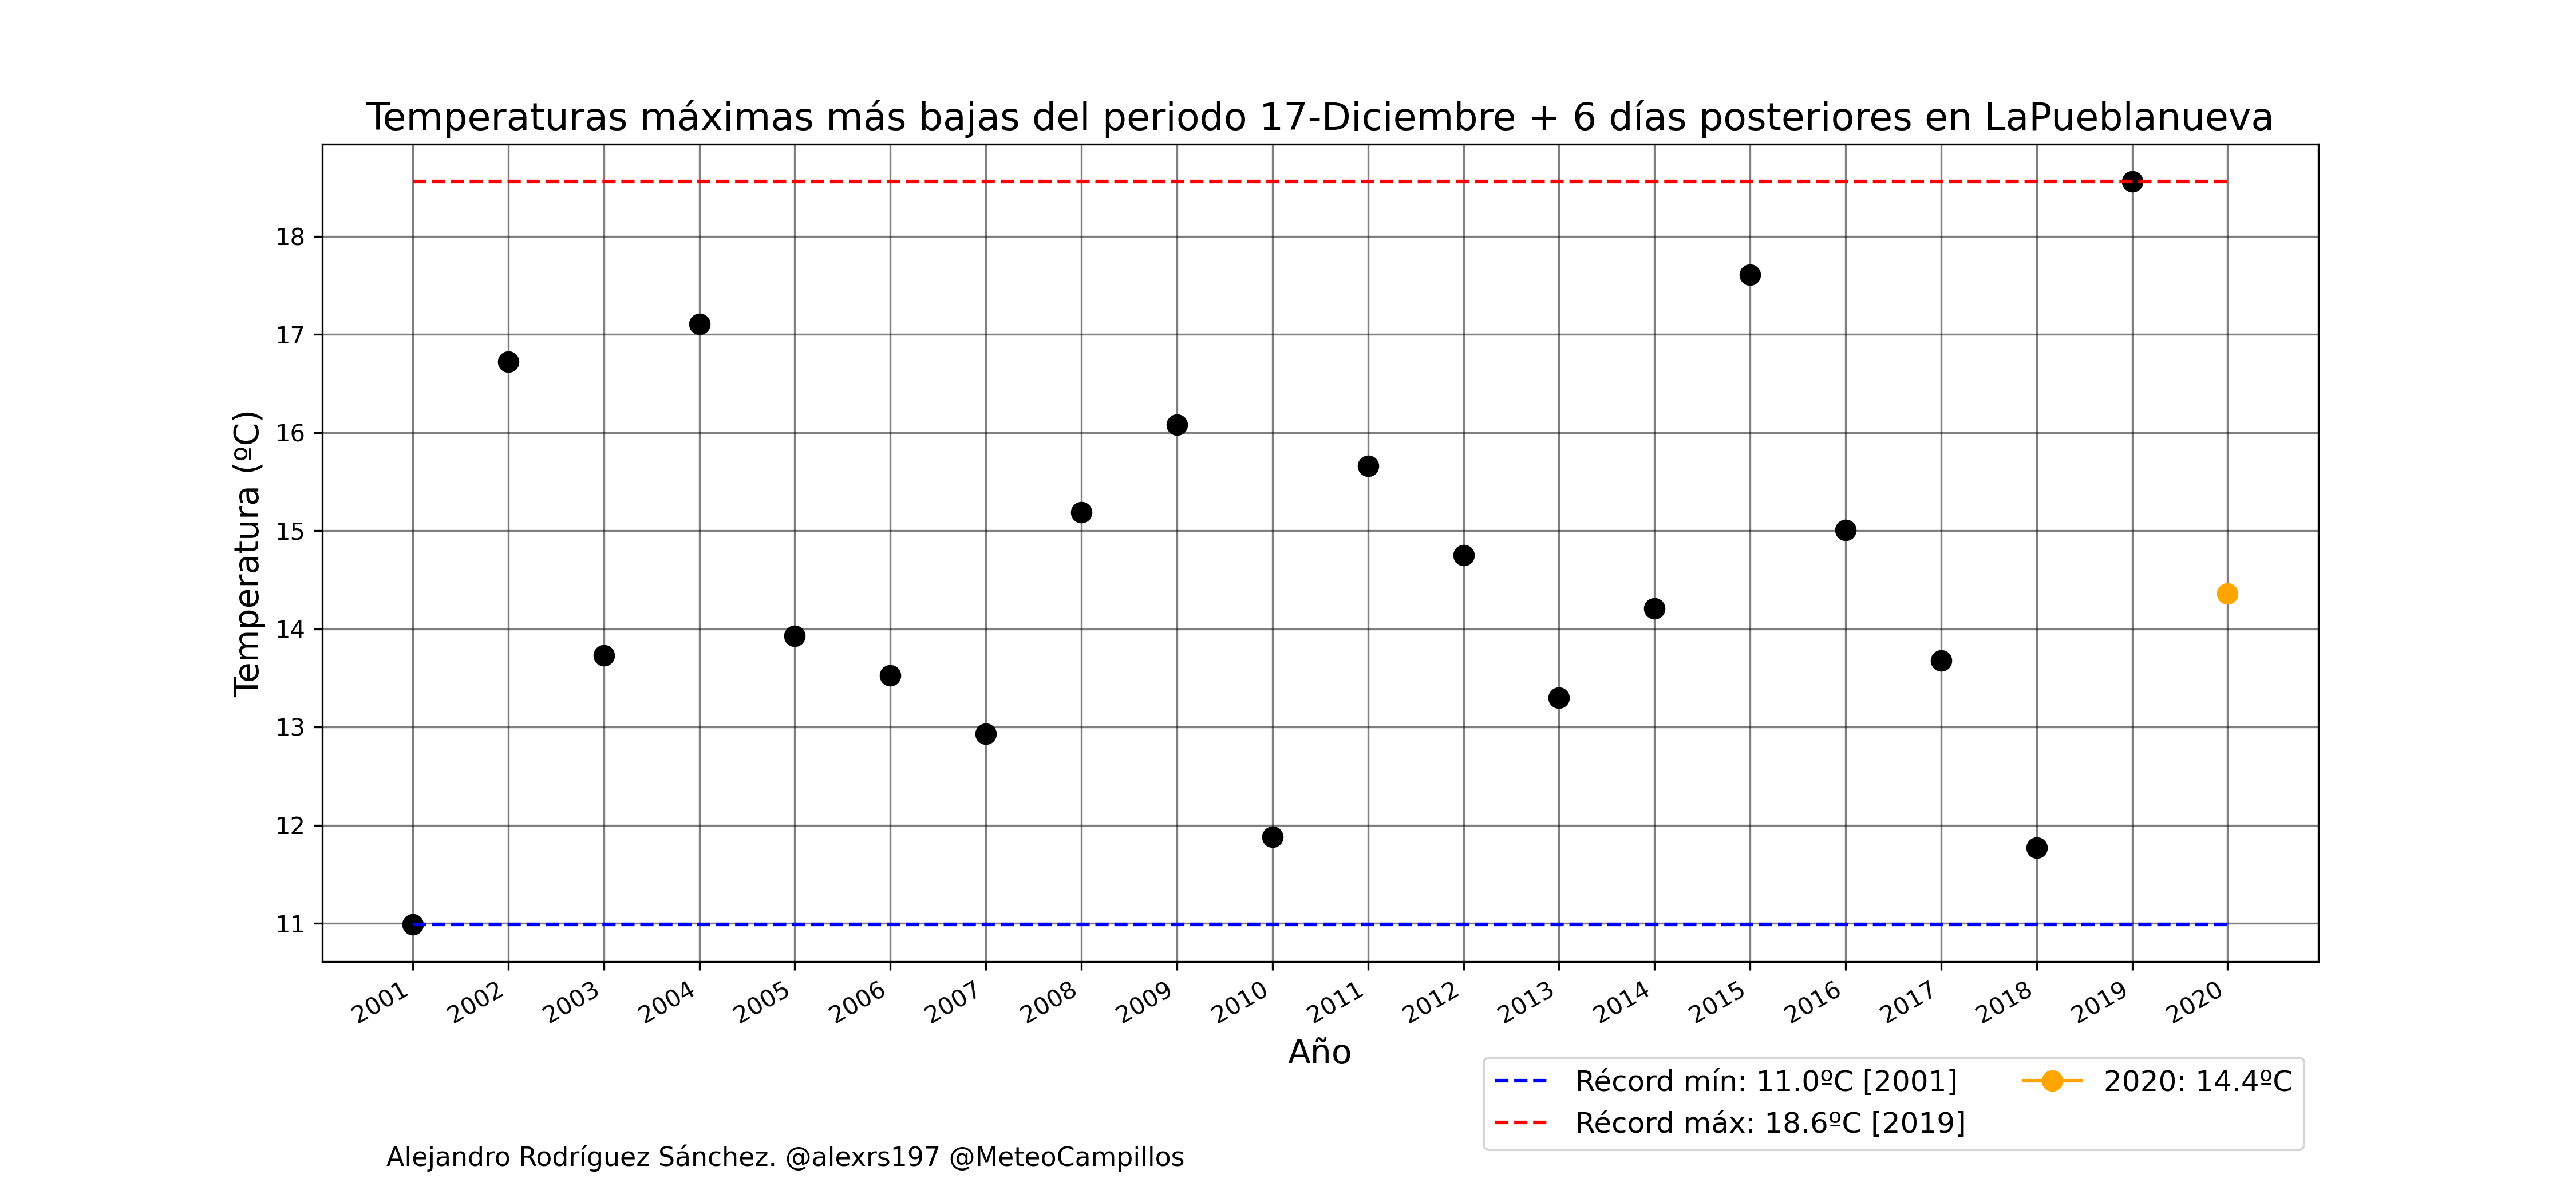 Temperaturas máximas más bajas del periodo 17-Diciembre + 6 días posteriores en LaPueblanueva
Temperatura (ºC)
18
17
16
15
14
13
12
11
2001 2002 2003 2004 2005 2006 2007 2008 2009 2010 2011 2012 2013 2014 2015 2016 2017 2018 2019 2020
Año
Récord mín: 11.0ºC [2001]
Récord máx: 18.6ºC [2019]
2020: 14.4ºC
Alejandro Rodríguez Sánchez. @alexrs197 @MeteoCampillos